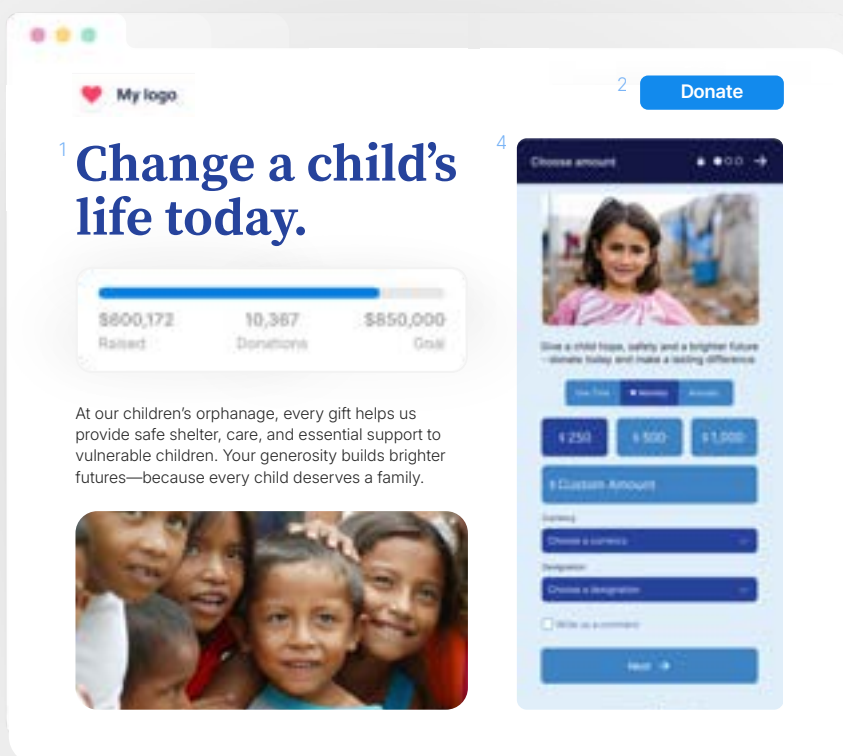 My logo
2
Donate
1
Change a child’s
life today.
$600,172
10,367
$850,000
Raised
Donations
Goal
At our children’s orphanage, every gift helps us
provide safe shelter, care, and essential support to
vulnerable children. Your generosity builds brighter
futures—because every child deserves a family.
4
Choose amount
Give a child hope, safety and a brighter future
—donate today and make a lasting difference.
One Time
Monthly
Annually
$ 250
$ 500
$ 1,000
$ Custom Amount
Currency
Choose a currency
Designation
Choose a designation
Write us a comment
Next